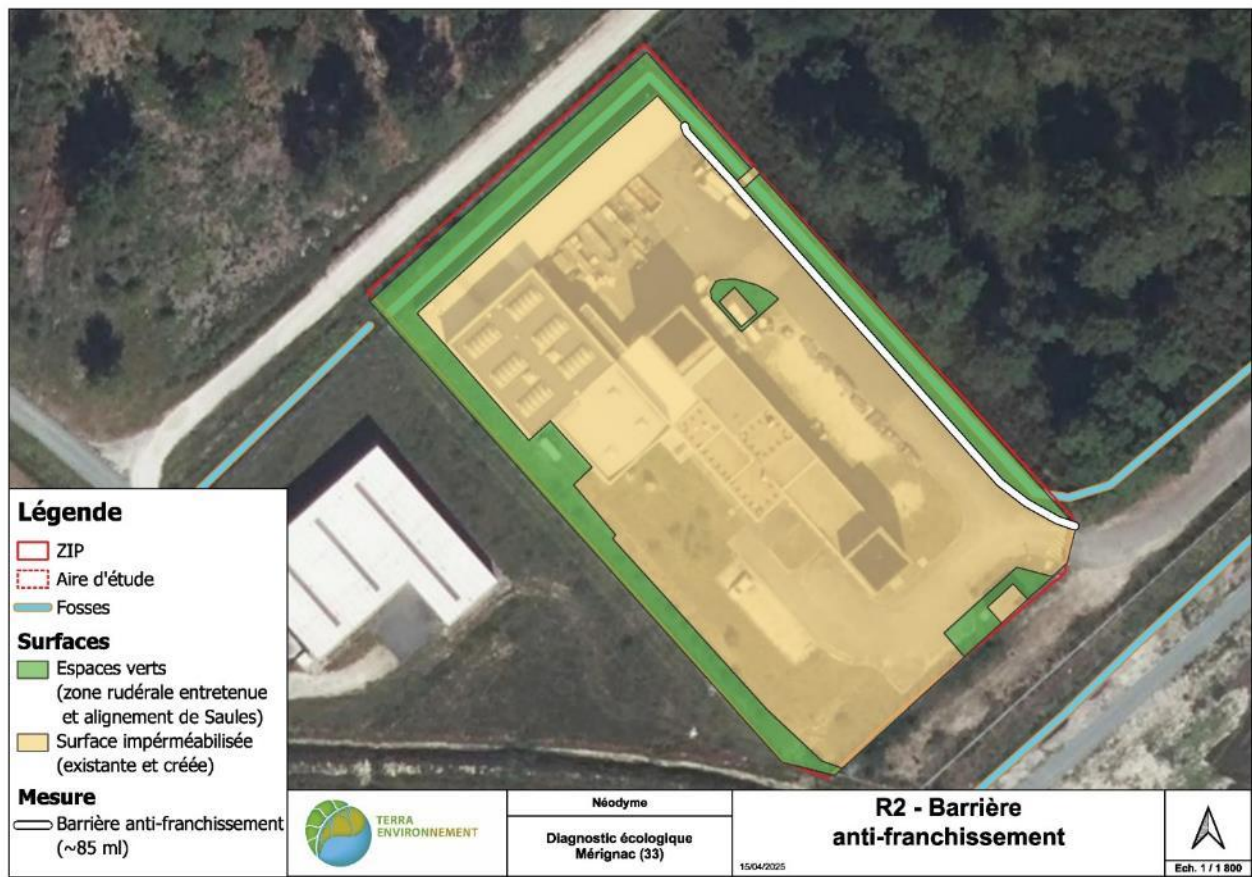 Légende
ZIP
Aire d'étude
Fosses
Surfaces
Espaces verts
(zone rudérale entretenue
et alignement de Saules)
Surface impérméabilisée
(existante et créée)
Mesure
Barrière anti-franchissement
(~85 ml)
TERRA
ENVIRONNEMENT
Néodyme
Diagnostic écologique
Mérignac (33)
R2 - Barrière
anti-franchissement
15/04/2025
Ech. 1 / 1 800